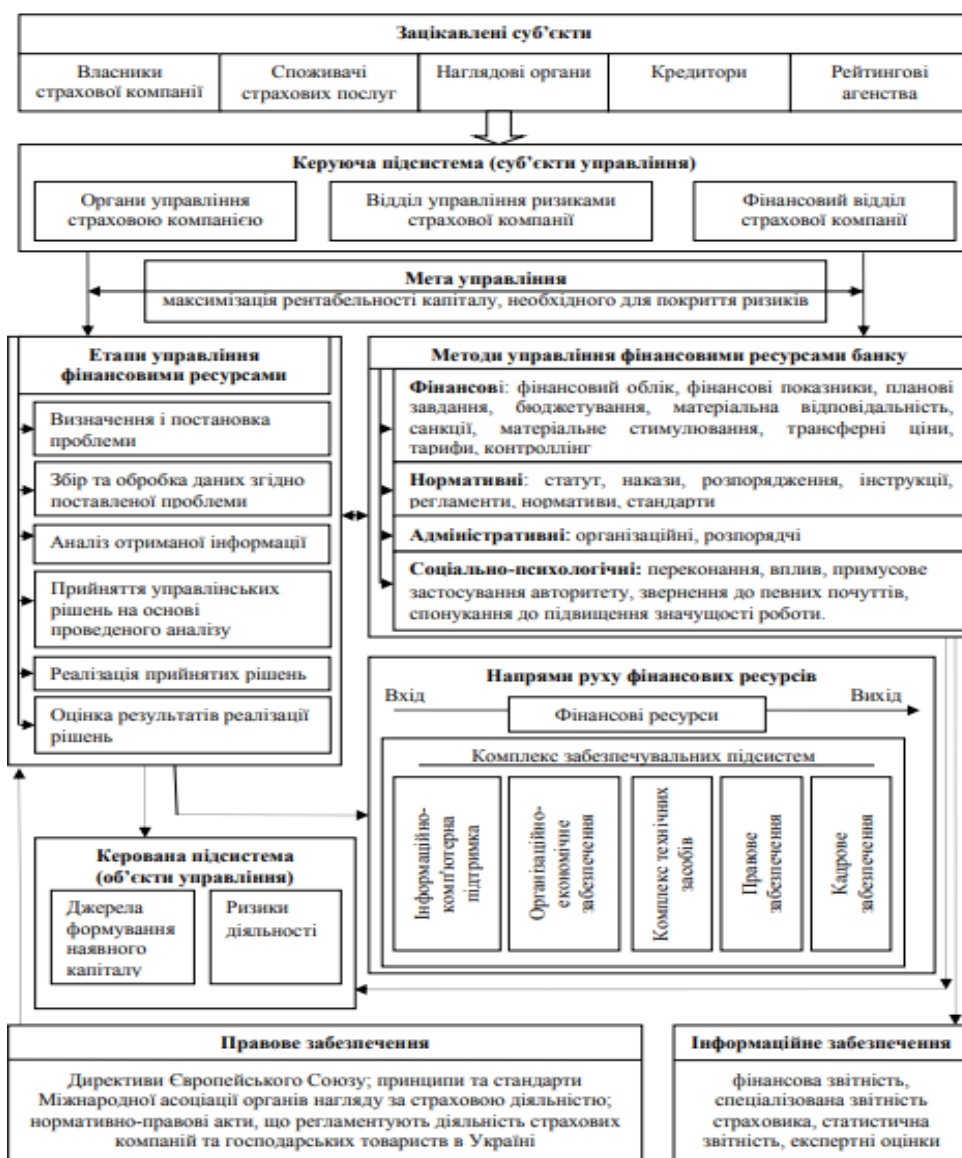 Зацікавлені суб’єкти
Власники
страхової компанії
Споживачі
страхових послуг
Наглядові органи
Кредитори
Рейтингові
агенства
Керуюча підсистема (суб’єкти управління)
Органи управління
страховою компанією
Відділ управління ризиками
страхової компанії
Фінансовий відділ
страхової компанії
Мета управління
максимізація рентабельності капіталу, необхідного для покриття ризиків
Етапи управління
фінансовими ресурсами
Визначення і постановка
проблеми
Збір та обробка даних згідно
поставленої проблеми
Аналіз отриманої інформації
Прийняття управлінських
рішень на основі
проведеного аналізу
Реалізація прийнятих рішень
Оцінка результатів реалізації
рішень
Методи управління фінансовими ресурсами банку
Фінансові: фінансовий облік, фінансові показники, планові
завдання, бюджетування, матеріальна відповідальність,
санкції, матеріальне стимулювання, трансферні ціни,
тарифи, контроллінг
Нормативні: статут, накази, розпорядження, інструкції,
регламенти, нормативи, стандарти
Адміністративні: організаційні, розпорядчі
Соціально-психологічні: переконання, вплив, примусове
застосування авторитету, звернення до певних почуттів,
спонукання до підвищення значущості роботи.
Напрями руху фінансових ресурсів
Вхід
Вихід
Фінансові ресурси
Комплекс забезпечувальних підсистем
Інформаційно-
комп'ютерна
підтримка
Організаційно-
економічне
забезпечення
Комплекс технічних
засобів
Правове
забезпечення
Кадрове
забезпечення
Керована підсистема
(об’єкти управління)
Джерела
формування
наявного
капіталу
Ризики
діяльності
Правове забезпечення
Директиви Європейського Союзу; принципи та стандарти
Міжнародної асоціації органів нагляду за страховою діяльністю;
нормативно-правові акти, що регламентують діяльність страхових
компаній та господарських товариств в Україні
Інформаційне забезпечення
фінансова звітність,
спеціалізована звітність
страховика, статистична
звітність, експертні оцінки